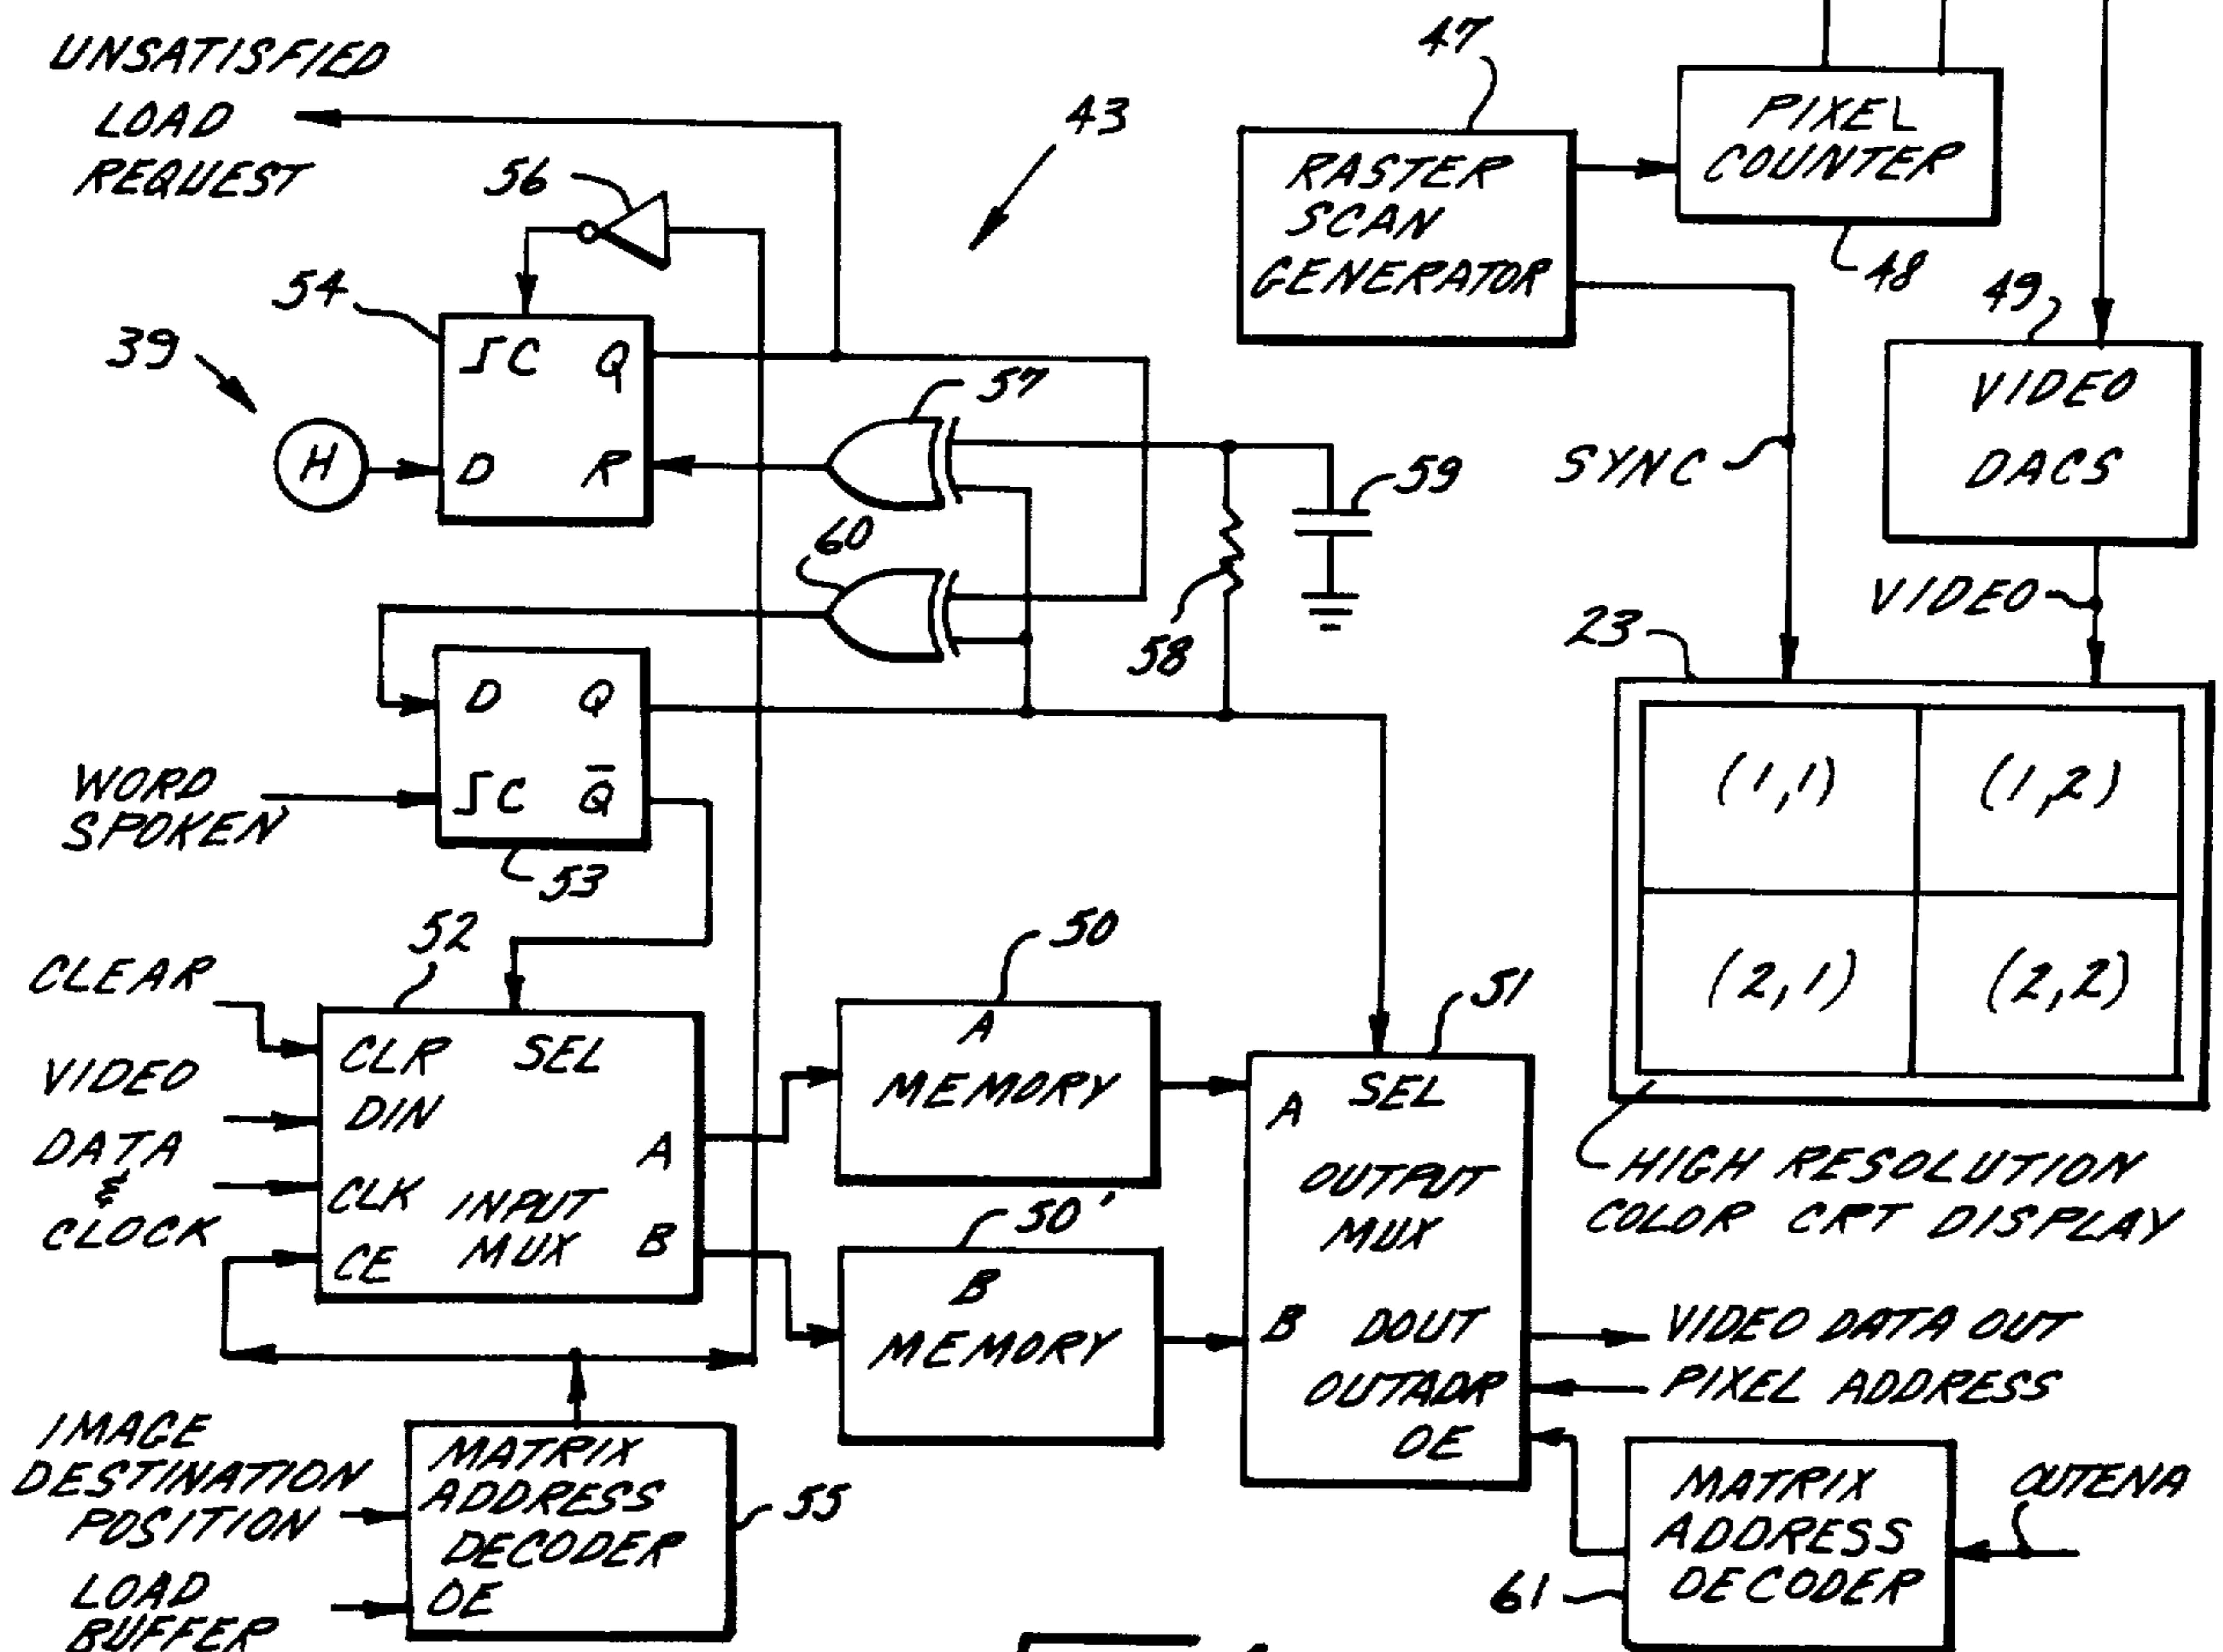 UNSATISFIED
LOAD
REQUEST
56
43
47
RASTER
SCAN
GENERATOR
PIXEL
COUNTER
48
49
VIDEO
DACS
54
39
H
⎍C Q
D R
57
58
59
60
SYNC
VIDEO
23
(1,1) (1,2)
(2,1) (2,2)
HIGH RESOLUTION
COLOR CRT DISPLAY
D Q
⎍C Q̅
WORD
SPOKEN
53
52
CLEAR
VIDEO
DATA
&
CLOCK
CLR SEL
DIN
CLK
CE
INPUT
MUX
A
B
50
A
MEMORY
50'
B
MEMORY
51
SEL
A
OUTPUT
MUX
B DOUT
OUTADR
OE
VIDEO DATA OUT
PIXEL ADDRESS
IMAGE
DESTINATION
POSITION
LOAD
BUFFER
MATRIX
ADDRESS
DECODER
OE
55
MATRIX
ADDRESS
DECODER
61
OUTENA